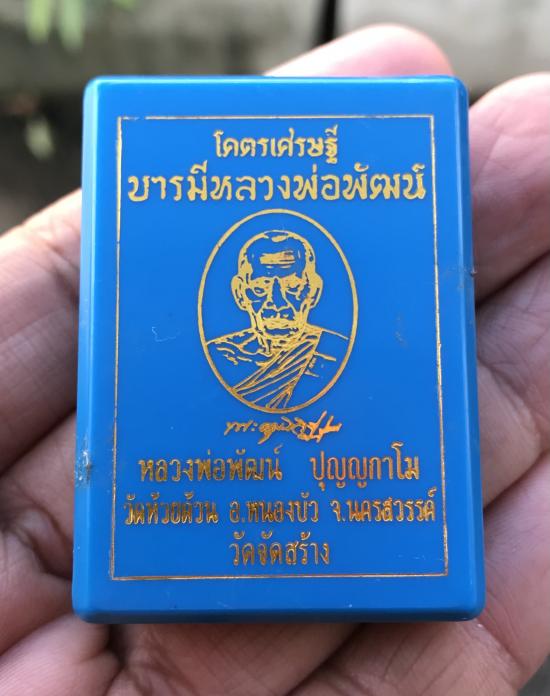 โคตรเศรษฐี
บารมีหลวงพ่อพัฒน์
หลวงพ่อพัฒน์ ปุญญกาโม
วัดห้วยด้วน อ.หนองบัว จ.นครสวรรค์
วัดจัดสร้าง